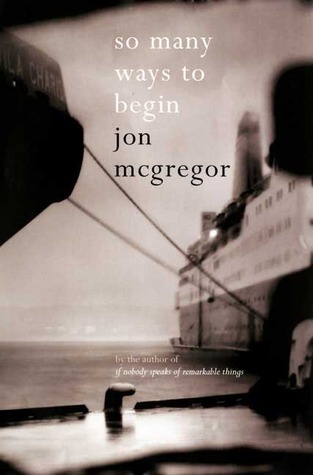 so many
ways to
begin
jon
mcgregor
by the author of
if nobody speaks of remarkable things